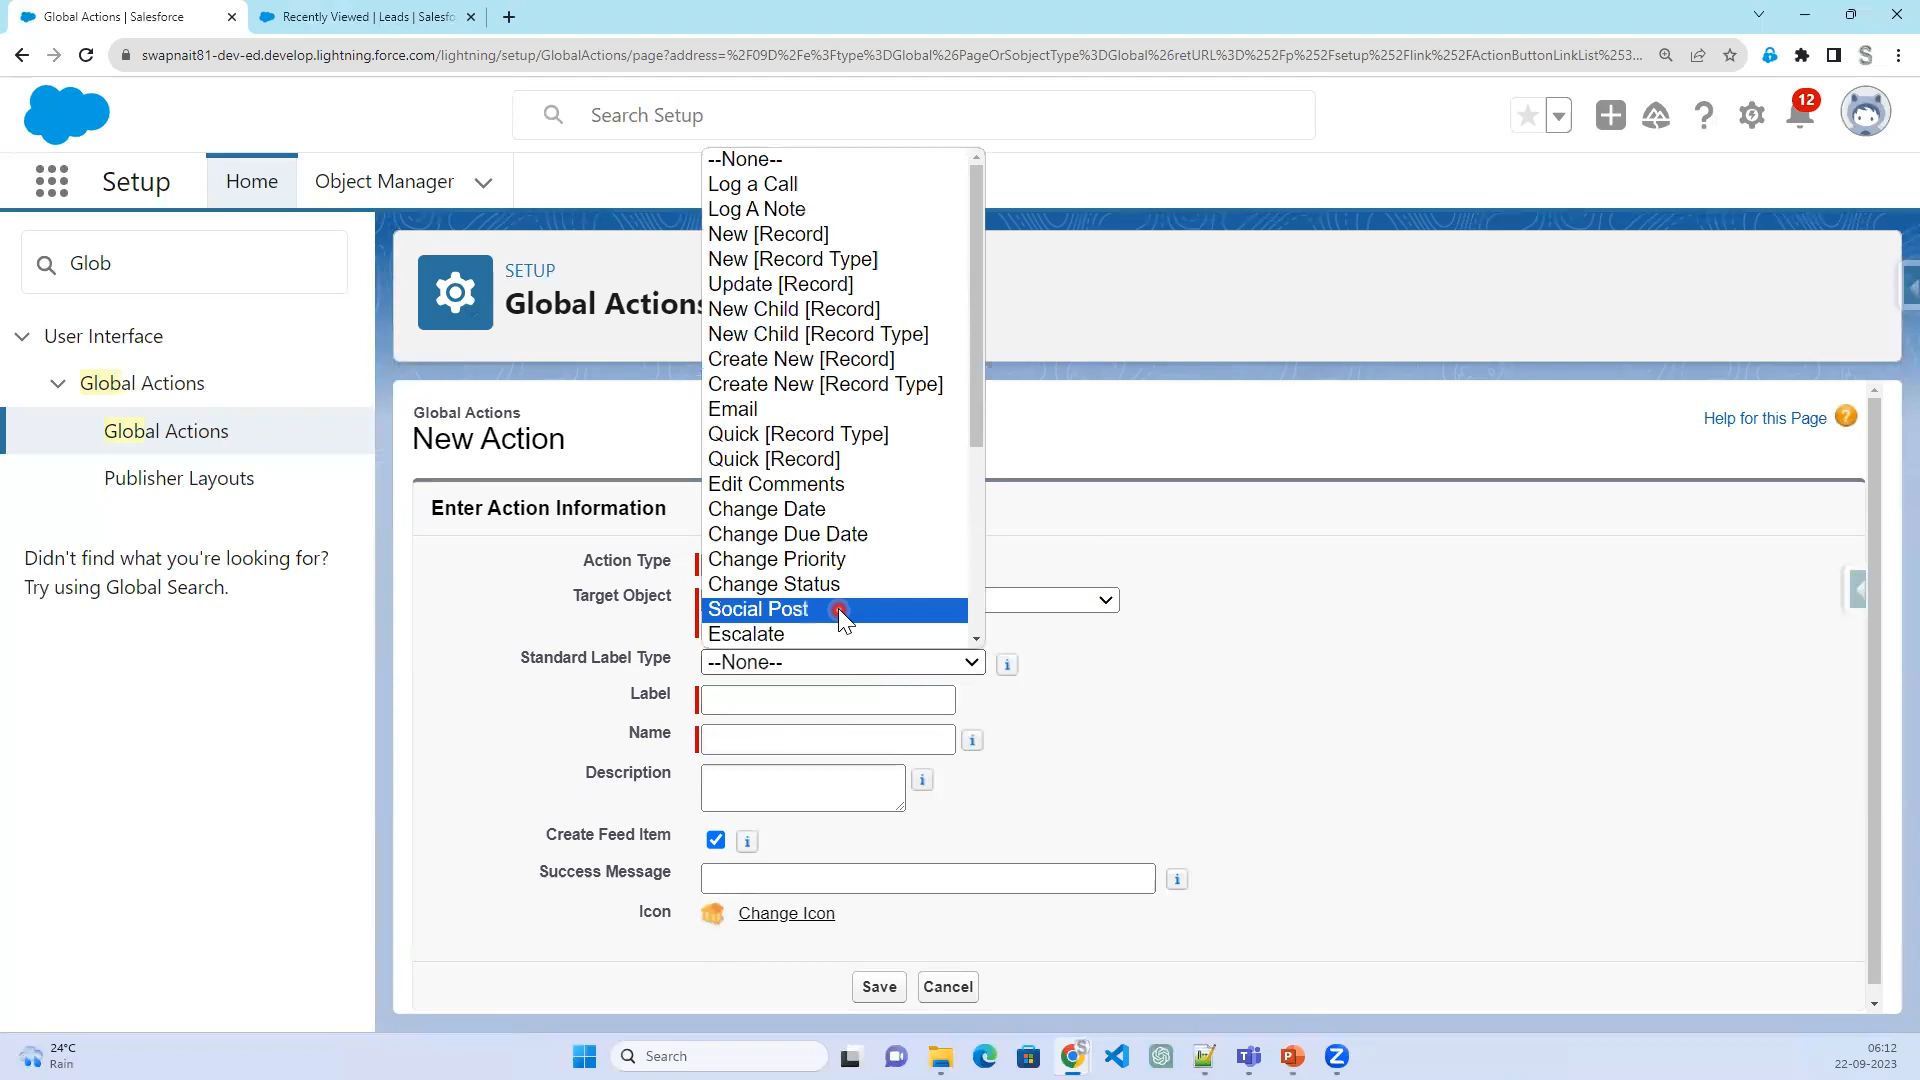 Global Actions | Salesforce
Recently Viewed | Leads | Salesfo
swapnait81-dev-ed.develop.lightning.force.com/lightning/setup/GlobalActions/page?address=%2F09D%2Fe%3Ftype%3DGlobal%26PageOrSobjectType%3DGlobal%26retURL%3D%252Fp%252Fsetup%252Flink%252FActionButtonLinkList%253...
Search Setup
12
Setup
Home
Object Manager
Glob
User Interface
Global Actions
Global Actions
Publisher Layouts
Didn't find what you're looking for?
Try using Global Search.
SETUP
Global Actions
Global Actions
New Action
Help for this Page
Enter Action Information
Action Type
Target Object
--None--
Log a Call
Log A Note
New [Record]
New [Record Type]
Update [Record]
New Child [Record]
New Child [Record Type]
Create New [Record]
Create New [Record Type]
Email
Quick [Record Type]
Quick [Record]
Edit Comments
Change Date
Change Due Date
Change Priority
Change Status
Social Post
Escalate
Standard Label Type
--None--
Label
Name
Description
Create Feed Item
Success Message
Icon
Change Icon
Save
Cancel
24°C
Rain
Search
06:12
22-09-2023